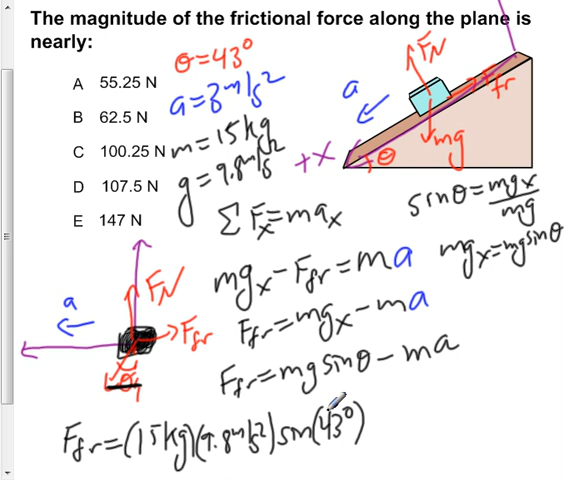 The magnitude of the frictional force along the plane is
nearly:
A 55.25 N
B 62.5 N
C 100.25 N
D 107.5 N
E 147 N
θ=43°
a=3m/s²
m=15kg
g=9.8m/s²
ΣFx=max
FN
a
Ffr
mg
+X
θ
sinθ=mgx/mg
mgx=mgsinθ
mgx-Ffr=ma
Ffr=mgx-ma
Ffr=mgsinθ-ma
a
FN
Ffr
θ
Ffr=(15kg)(9.8m/s²)sin(43°)